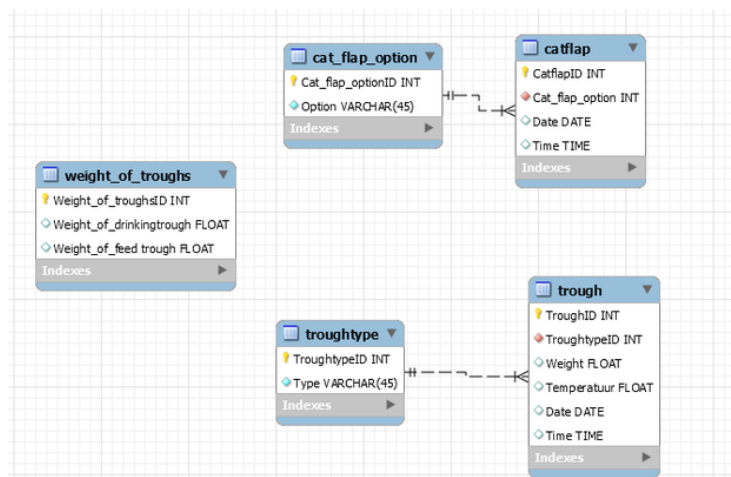 cat_flap_option
Cat_flap_optionID INT
Option VARCHAR(45)
Indexes
catflap
CatflapID INT
Cat_flap_option INT
Date DATE
Time TIME
Indexes
weight_of_troughs
Weight_of_troughsID INT
Weight_of_drinkingtrough FLOAT
Weight_of_feed trough FLOAT
Indexes
troughtype
TroughtypeID INT
Type VARCHAR(45)
Indexes
trough
TroughID INT
TroughtypeID INT
Weight FLOAT
Temperatuur FLOAT
Date DATE
Time TIME
Indexes